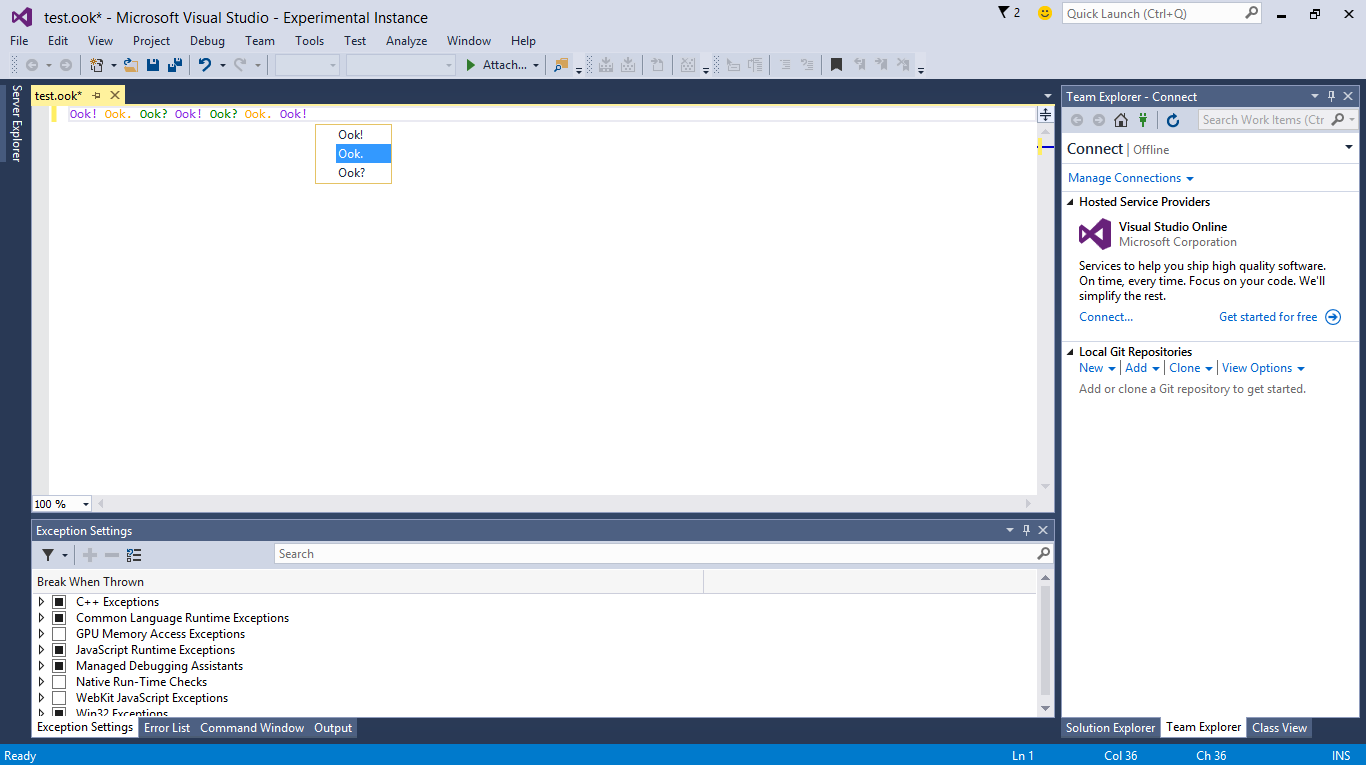 test.ook* - Microsoft Visual Studio - Experimental Instance
2
Quick Launch (Ctrl+Q)
File Edit View Project Debug Team Tools Test Analyze Window Help
Attach...
Server Explorer
test.ook*
Ook! Ook. Ook? Ook! Ook? Ook. Ook!
Ook!
Ook.
Ook?
100 %
Team Explorer - Connect
Search Work Items (Ctr
Connect | Offline
Manage Connections
Hosted Service Providers
Visual Studio Online
Microsoft Corporation
Services to help you ship high quality software.
On time, every time. Focus on your code. We'll
simplify the rest.
Connect... Get started for free
Local Git Repositories
New Add Clone View Options
Add or clone a Git repository to get started.
Exception Settings
Search
Break When Thrown
C++ Exceptions
Common Language Runtime Exceptions
GPU Memory Access Exceptions
JavaScript Runtime Exceptions
Managed Debugging Assistants
Native Run-Time Checks
WebKit JavaScript Exceptions
Win32 Exceptions
Exception Settings Error List Command Window Output
Solution Explorer Team Explorer Class View
Ready Ln 1 Col 36 Ch 36 INS